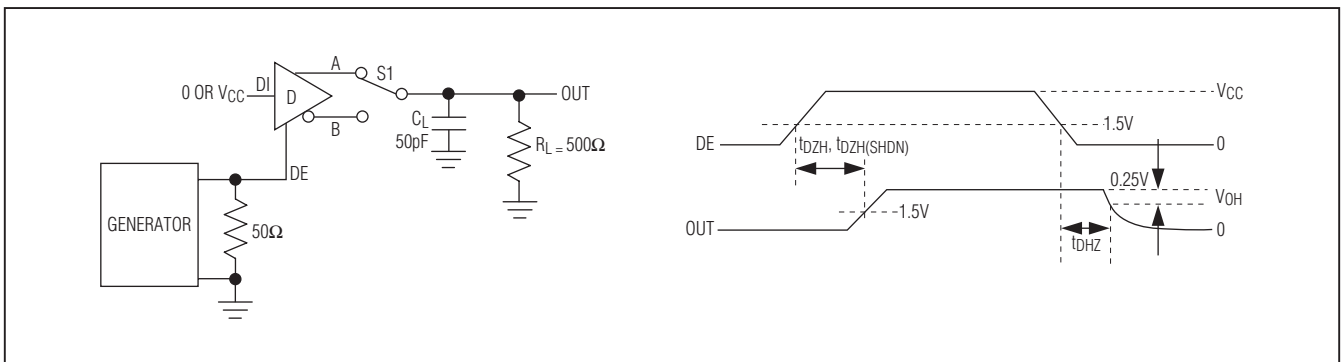 0 OR VCC
DI
D
A
B
S1
OUT
CL
50pF
RL = 500Ω
DE
GENERATOR
50Ω
VCC
1.5V
DE
0
tDZH, tDZH(SHDN)
0.25V
VOH
1.5V
OUT
0
tDHZ